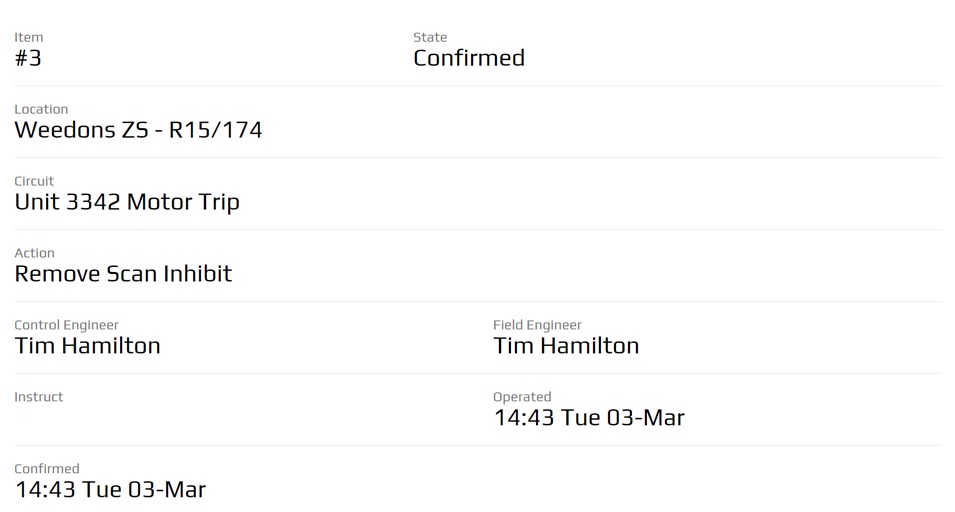 Item
State
#3
Confirmed
Location
Weedons ZS - R15/174
Circuit
Unit 3342 Motor Trip
Action
Remove Scan Inhibit
Control Engineer
Field Engineer
Tim Hamilton
Tim Hamilton
Instruct
Operated
14:43 Tue 03-Mar
Confirmed
14:43 Tue 03-Mar